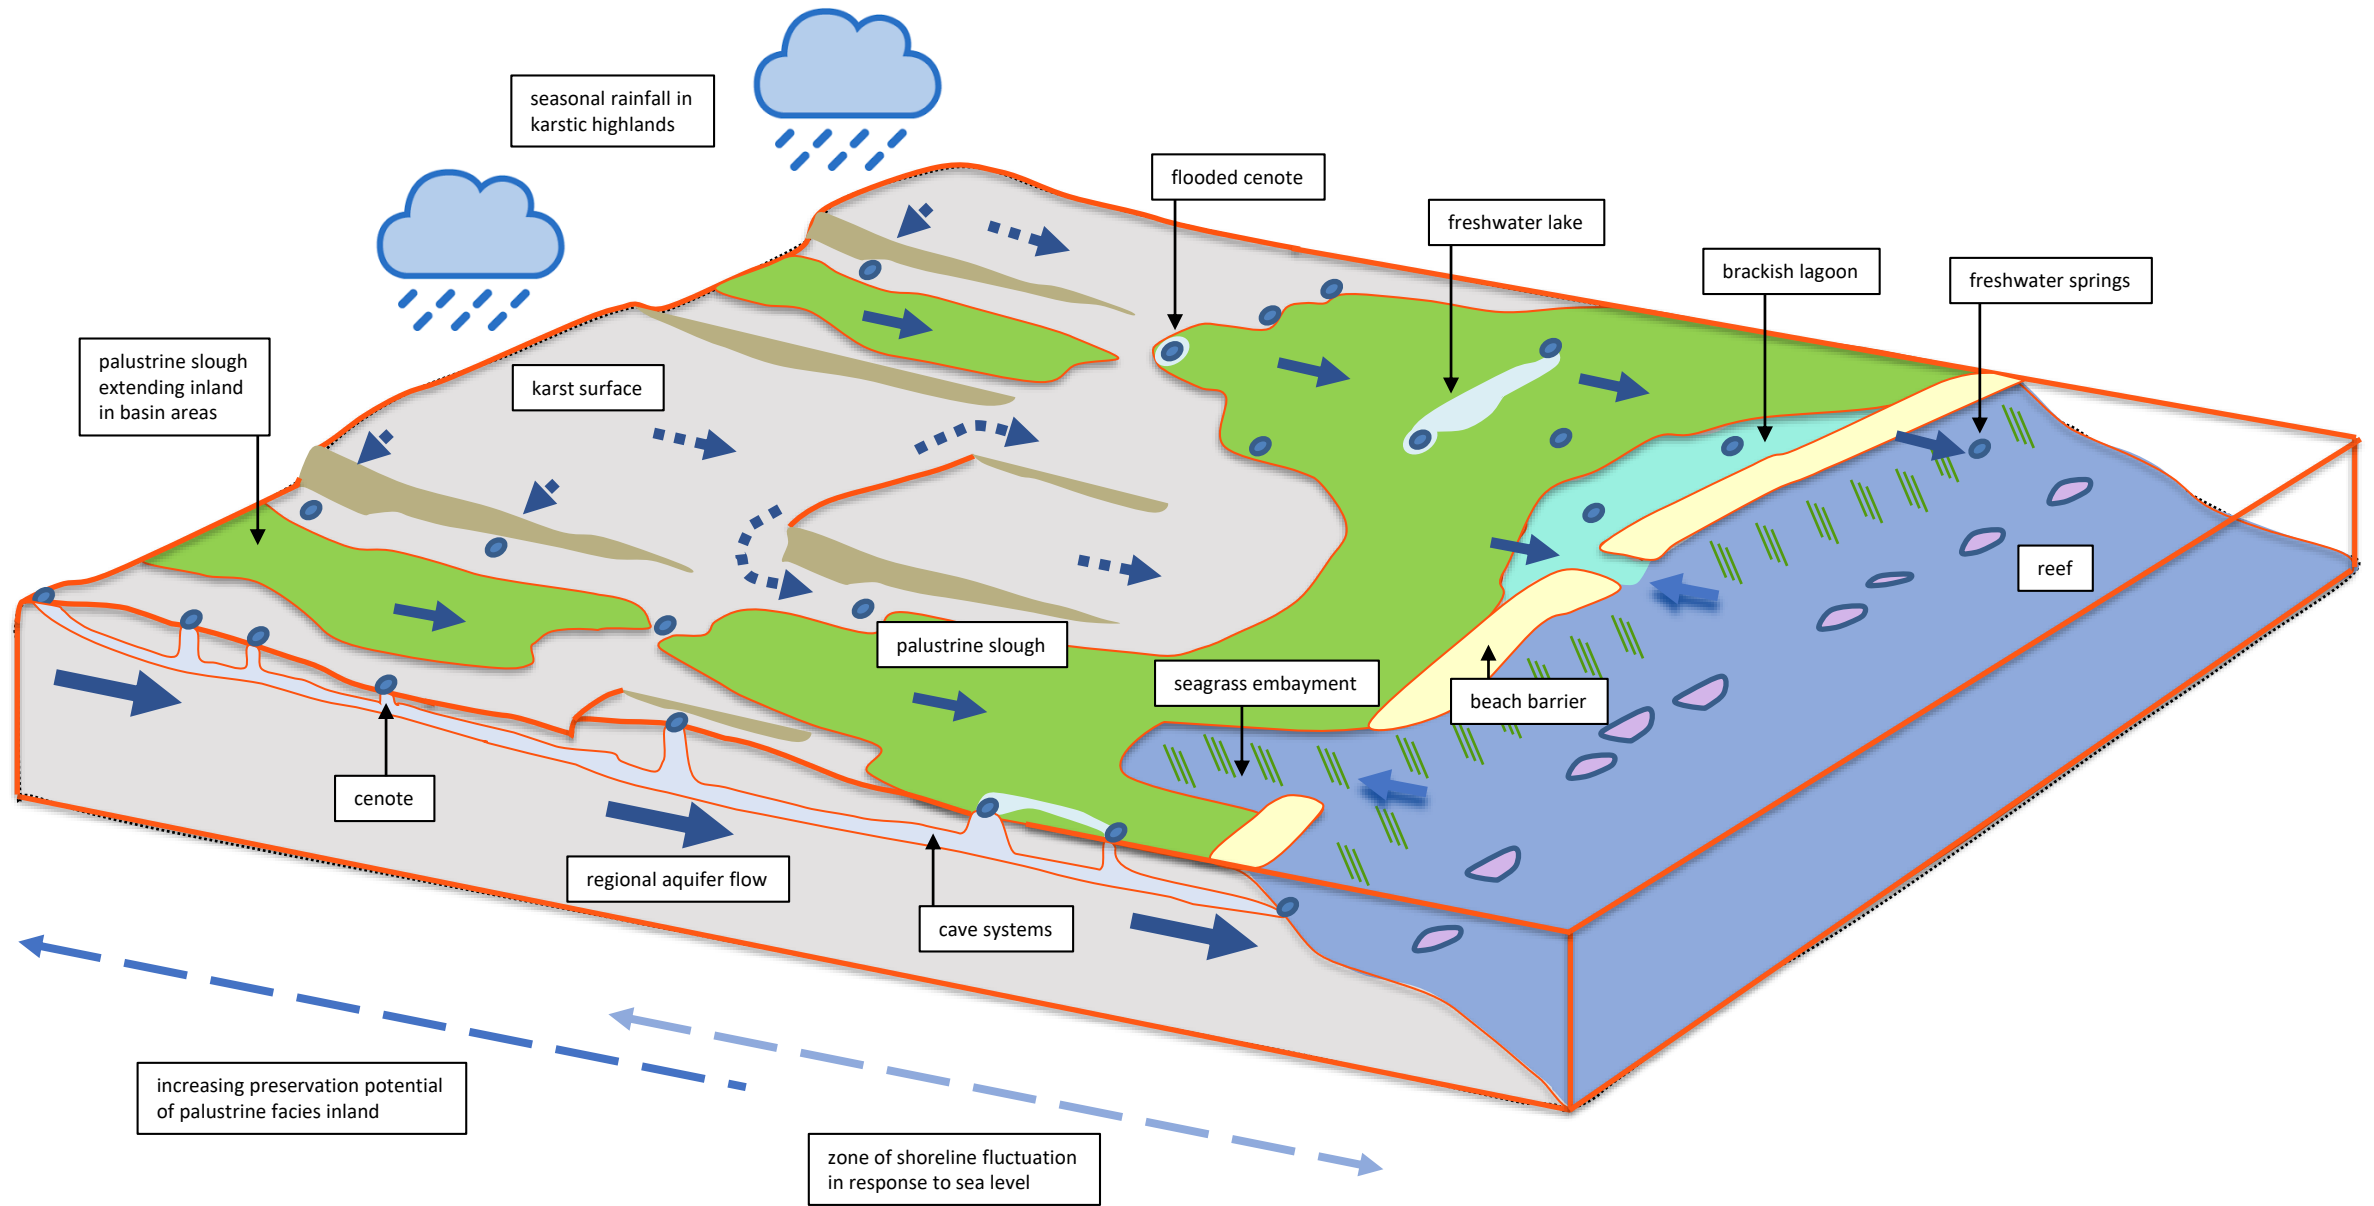 seasonal rainfall in
karstic highlands
flooded cenote
freshwater lake
brackish lagoon
freshwater springs
palustrine slough
extending inland
in basin areas
karst surface
reef
palustrine slough
seagrass embayment
beach barrier
cenote
regional aquifer flow
cave systems
increasing preservation potential
of palustrine facies inland
zone of shoreline fluctuation
in response to sea level